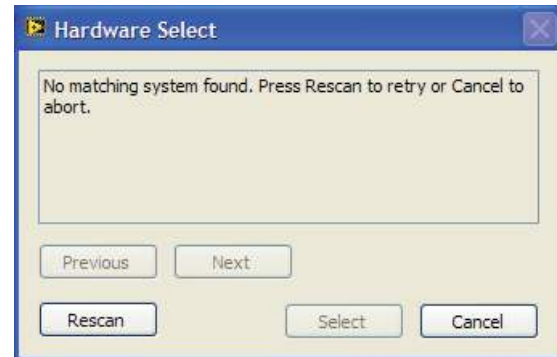 Hardware Select
No matching system found. Press Rescan to retry or Cancel to
abort.
Previous Next
Rescan Select Cancel